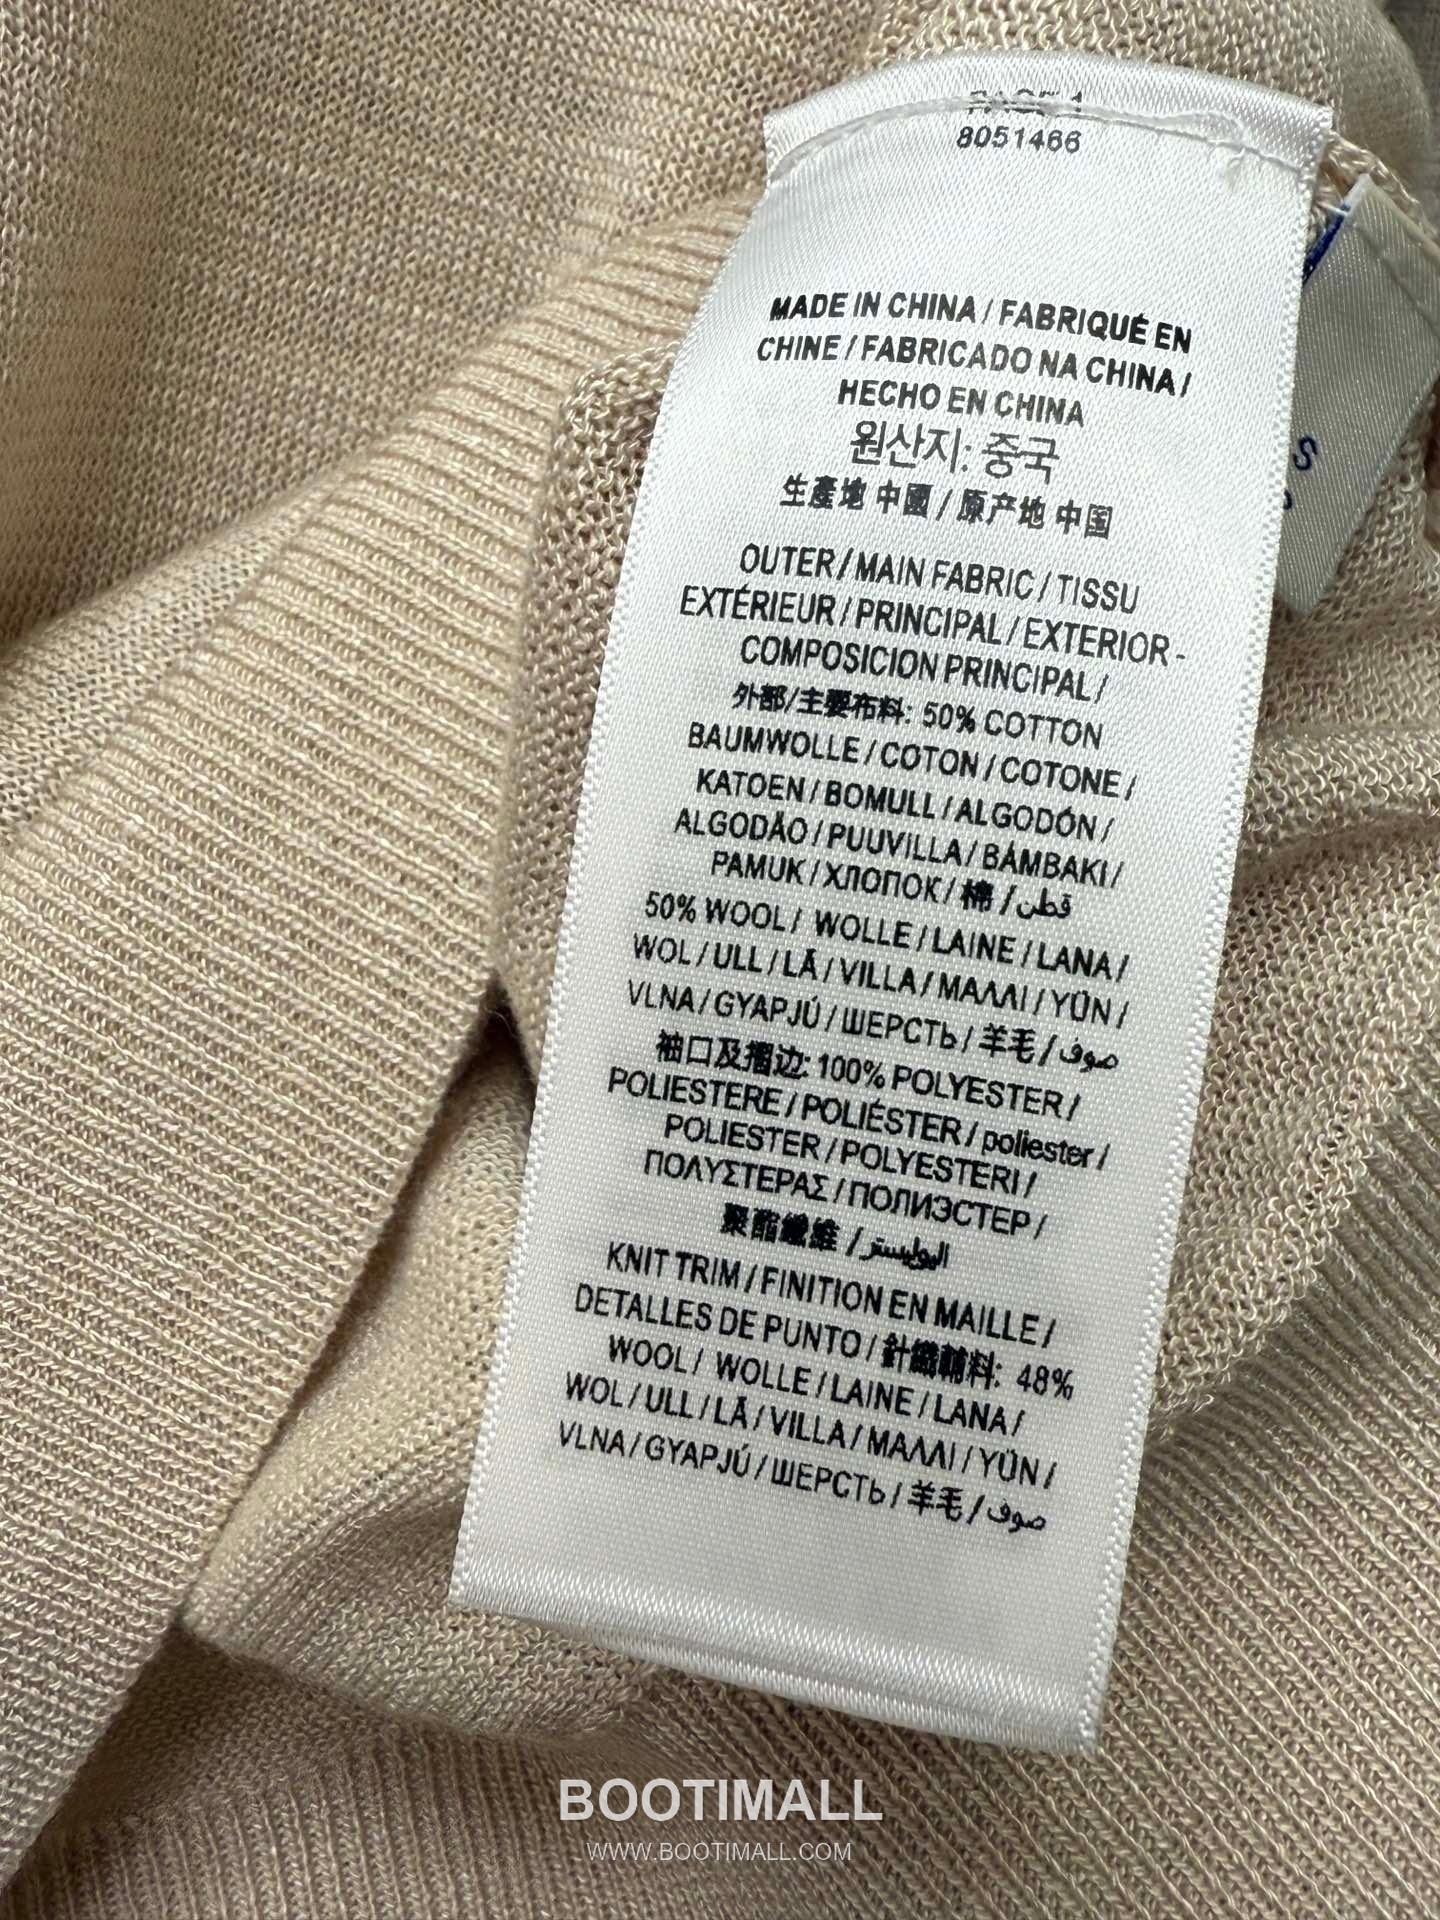 PAGE 1
8051466
MADE IN CHINA / FABRIQUÉ EN
CHINE / FABRICADO NA CHINA /
HECHO EN CHINA
원산지: 중국
生產地 中國 / 原产地 中国
OUTER / MAIN FABRIC / TISSU
EXTÉRIEUR / PRINCIPAL / EXTERIOR -
COMPOSICION PRINCIPAL /
外部/主要布料: 50% COTTON
BAUMWOLLE / COTON / COTONE /
KATOEN / BOMULL / ALGODÓN /
ALGODÃO / PUUVILLA / BAMBAKI /
PAMUK / ХЛОПОК / 棉 / قطن
50% WOOL / WOLLE / LAINE / LANA /
WOL / ULL / LÃ / VILLA / ΜΑΛΛΙ / YÜN /
VLNA / GYAPJÚ / ШЕРСТЬ / 羊毛 / صوف
袖口及摺边: 100% POLYESTER /
POLIESTERE / POLIÉSTER / poliester /
POLIESTER / POLYESTERI /
ΠΟΛΥΣΤΕΡΑΣ / ПОЛИЭСТЕР /
聚酯纖維 / البوليستر
KNIT TRIM / FINITION EN MAILLE /
DETALLES DE PUNTO / 針織輔料: 48%
WOOL / WOLLE / LAINE / LANA /
WOL / ULL / LÃ / VILLA / ΜΑΛΛΙ / YÜN /
VLNA / GYAPJÚ / ШЕРСТЬ / 羊毛 / صوف
S
BOOTIMALL
WWW.BOOTIMALL.COM